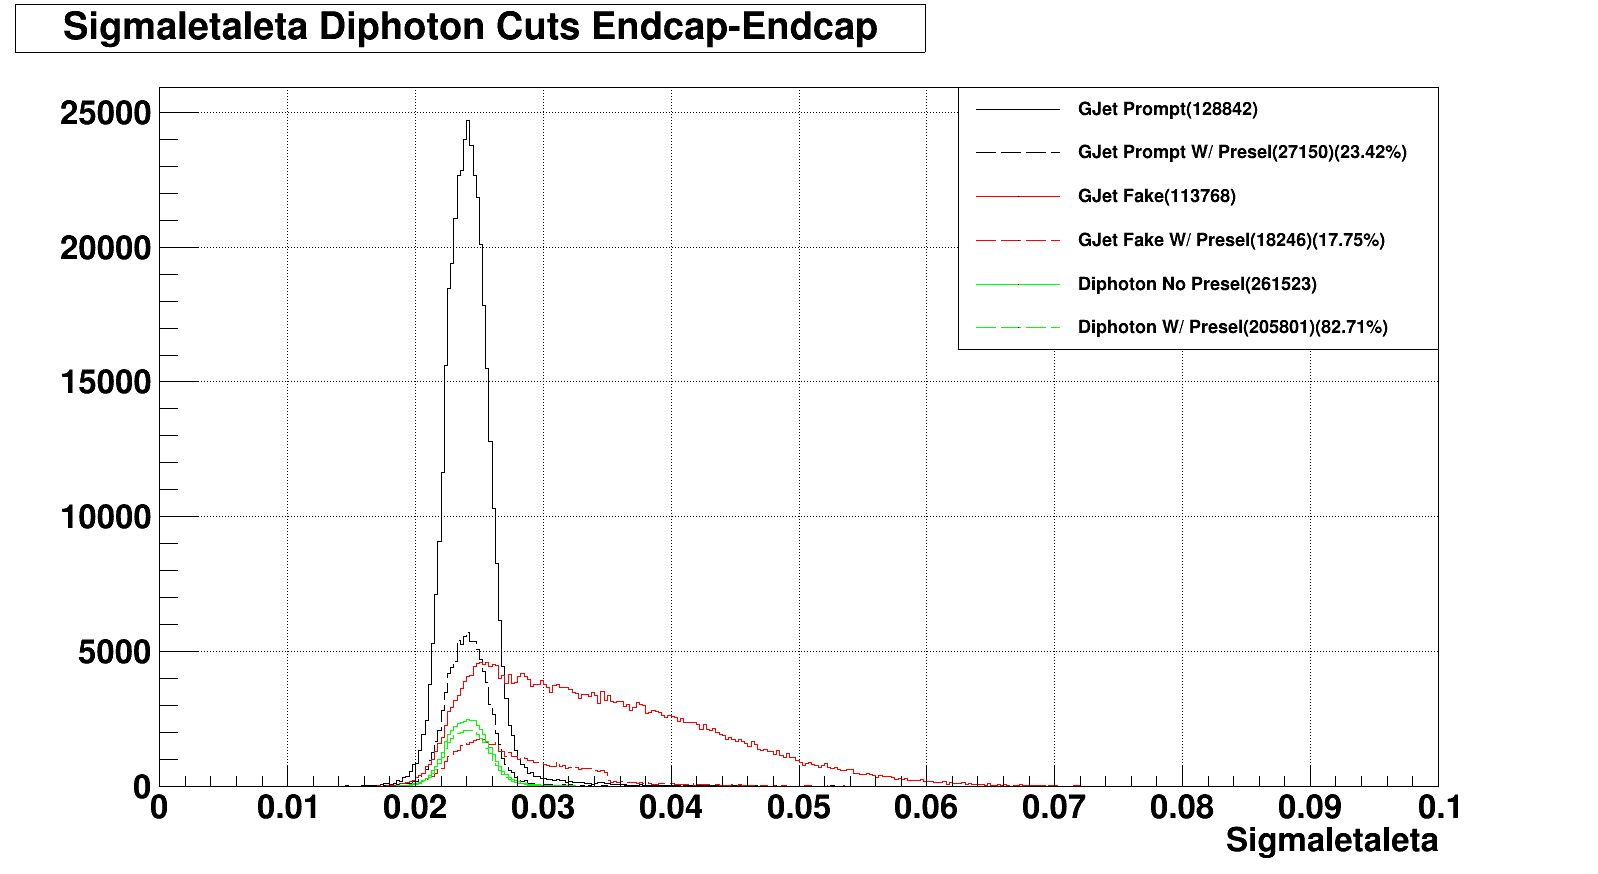 SigmaIetaIeta Diphoton Cuts Endcap-Endcap
GJet Prompt(128842)
GJet Prompt W/ Presel(27150)(23.42%)
GJet Fake(113768)
GJet Fake W/ Presel(18246)(17.75%)
Diphoton No Presel(261523)
Diphoton W/ Presel(205801)(82.71%)
25000
20000
15000
10000
5000
0
0 0.01 0.02 0.03 0.04 0.05 0.06 0.07 0.08 0.09 0.1
SigmaIetaIeta